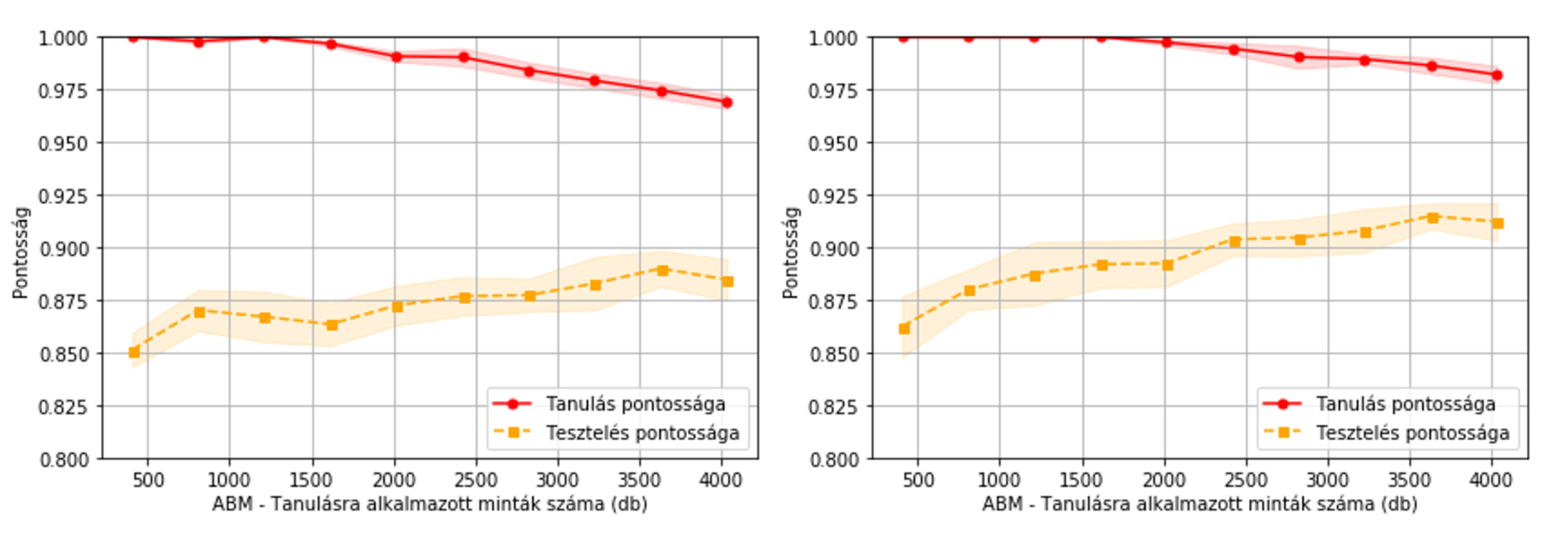 1.000
0.975
0.950
0.925
0.900
0.875
0.850
0.825
0.800
Pontosság
500 1000 1500 2000 2500 3000 3500 4000
ABM - Tanulásra alkalmazott minták száma (db)
Tanulás pontossága
Tesztelés pontossága
1.000
0.975
0.950
0.925
0.900
0.875
0.850
0.825
0.800
Pontosság
500 1000 1500 2000 2500 3000 3500 4000
ABM - Tanulásra alkalmazott minták száma (db)
Tanulás pontossága
Tesztelés pontossága